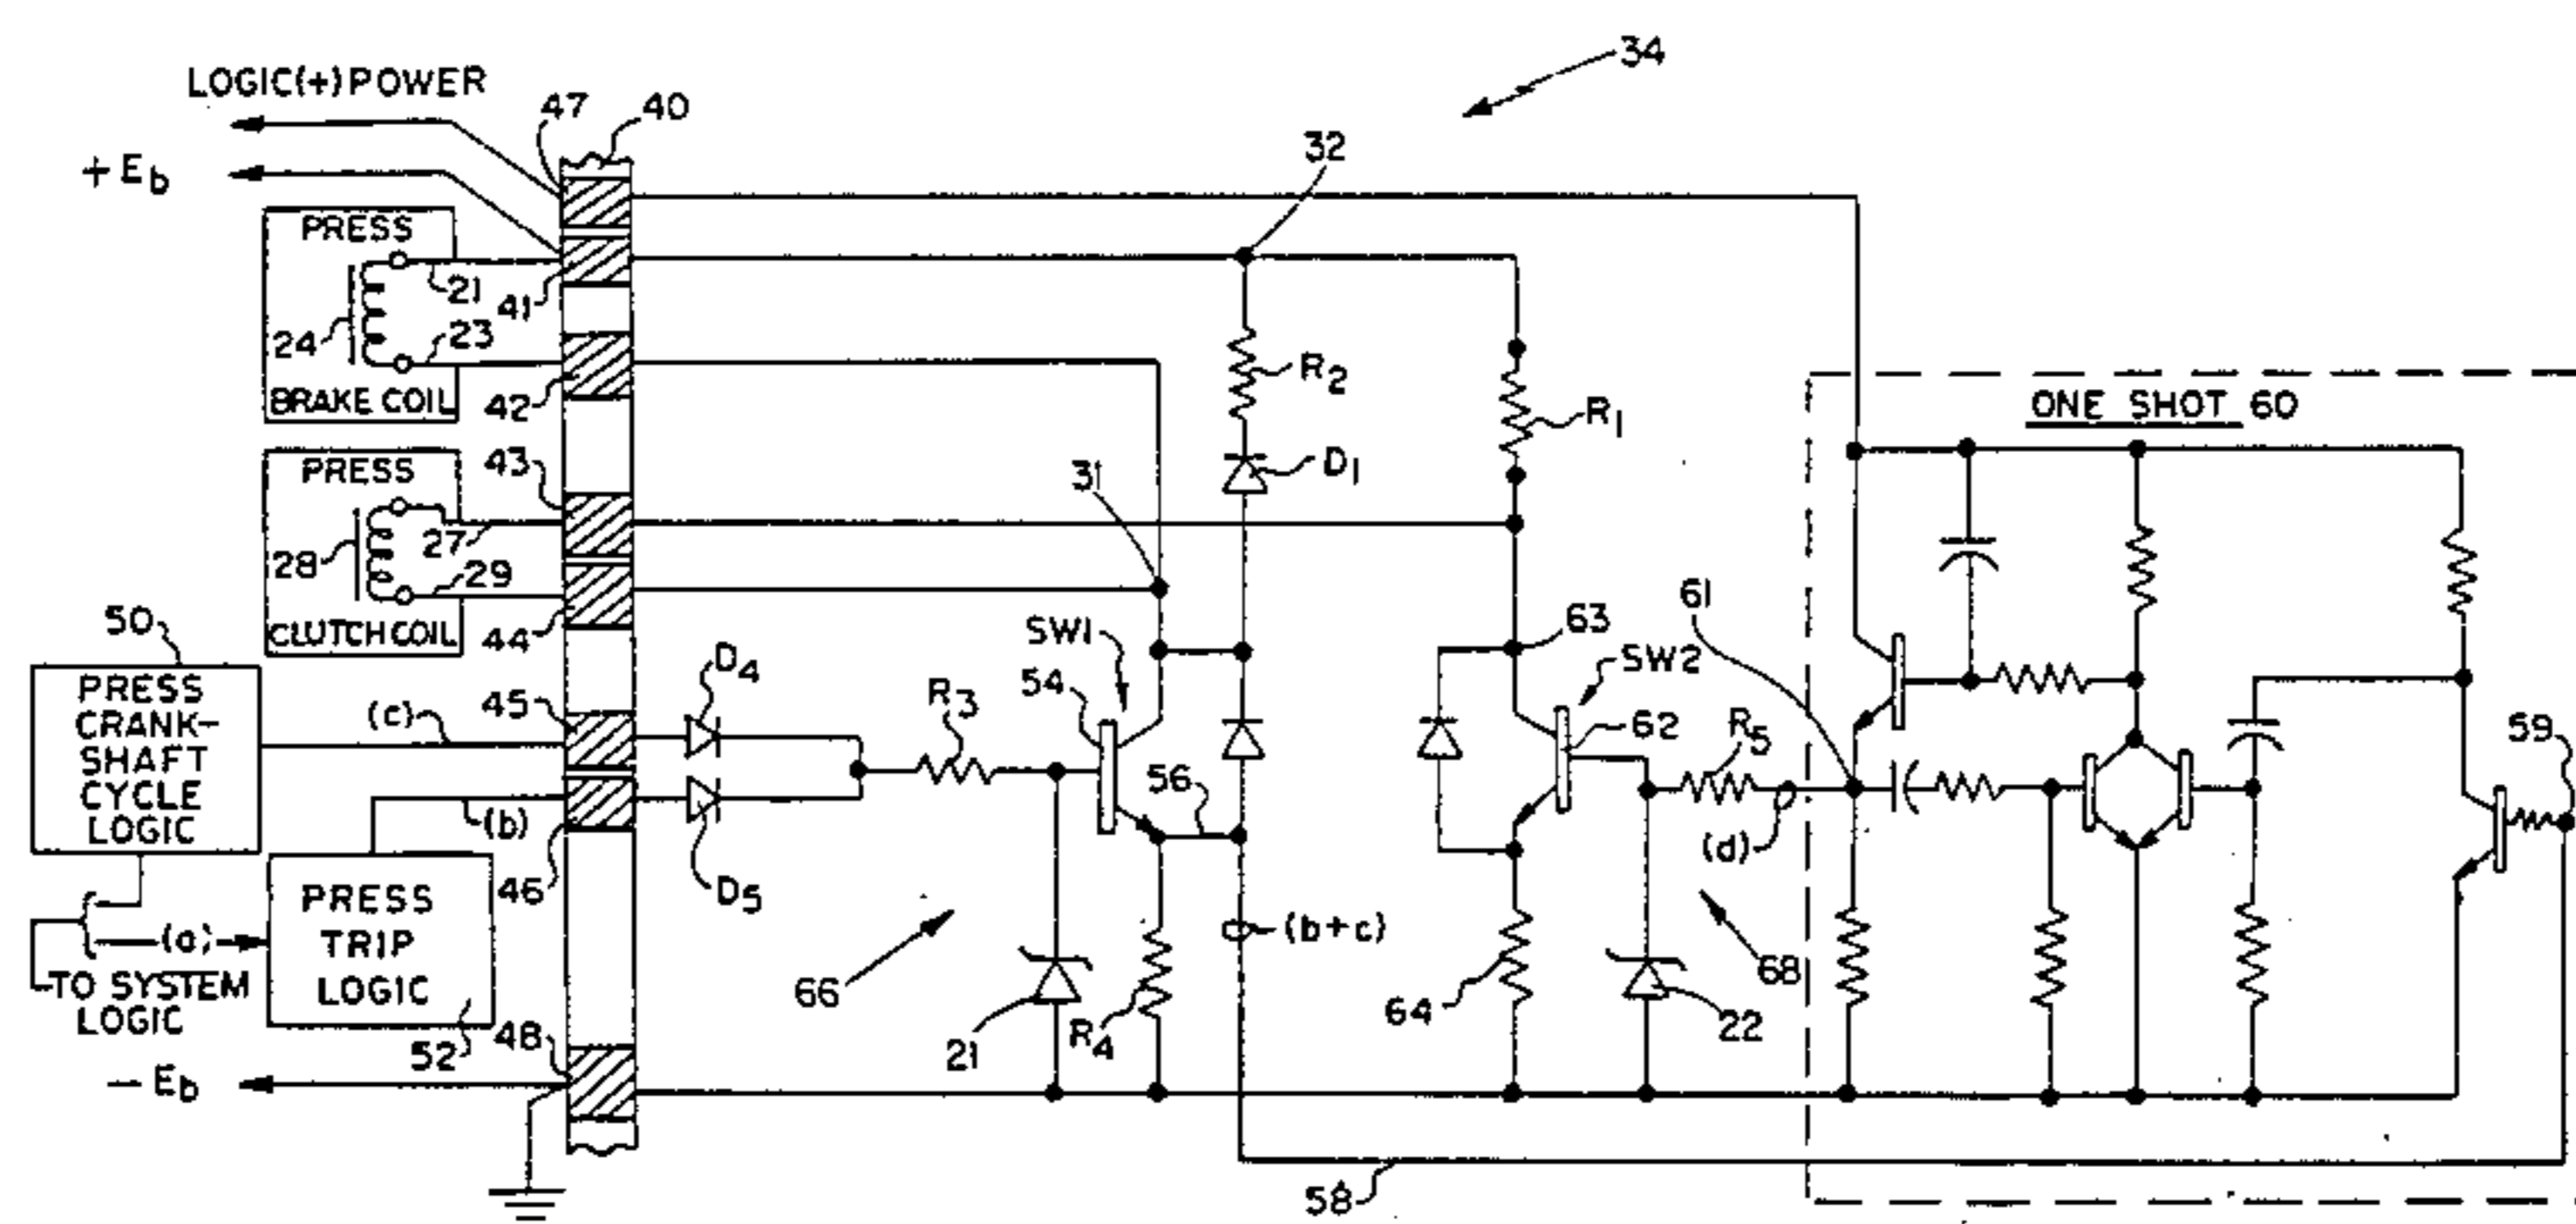 34
LOGIC(+)POWER
47
40
+ Eb
32
PRESS
21
41
24
23
R2
BRAKE COIL
42
R1
ONE SHOT 60
PRESS
43
31
D1
28
27
29
CLUTCH COIL
44
50
SW1
63
61
SW2
PRESS CRANK-
SHAFT
CYCLE
LOGIC
(c)
45
D4
R3
54
62
R5
59
(b)
46
D5
56
(d)
PRESS
TRIP
LOGIC
(a)
TO SYSTEM
LOGIC
52
66
(b+c)
64
68
21
R4
22
48
- Eb
58